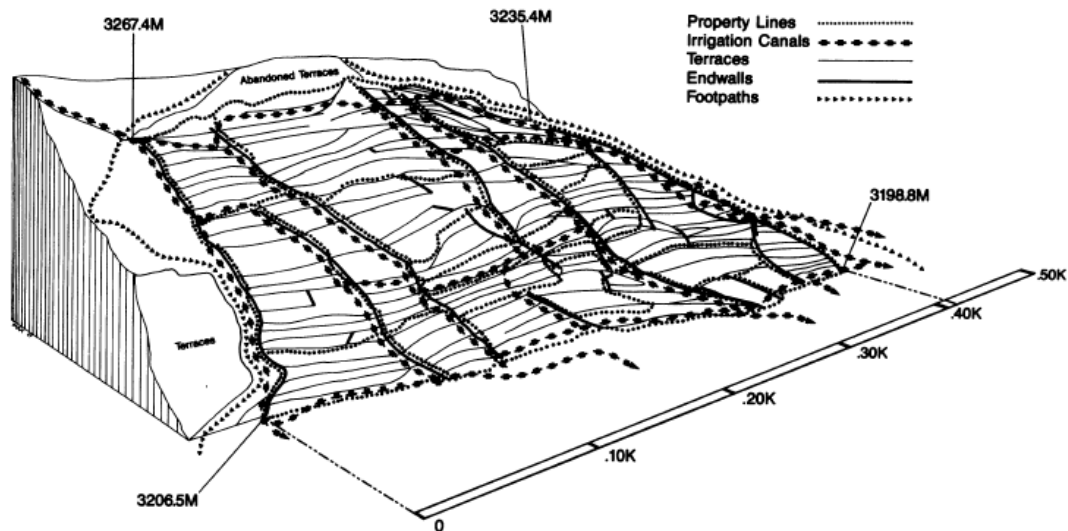 3267.4M
3235.4M
Property Lines
Irrigation Canals
Terraces
Endwalls
Footpaths
Abandoned Terraces
3198.8M
Terraces
3206.5M
0
.10K
.20K
.30K
.40K
.50K